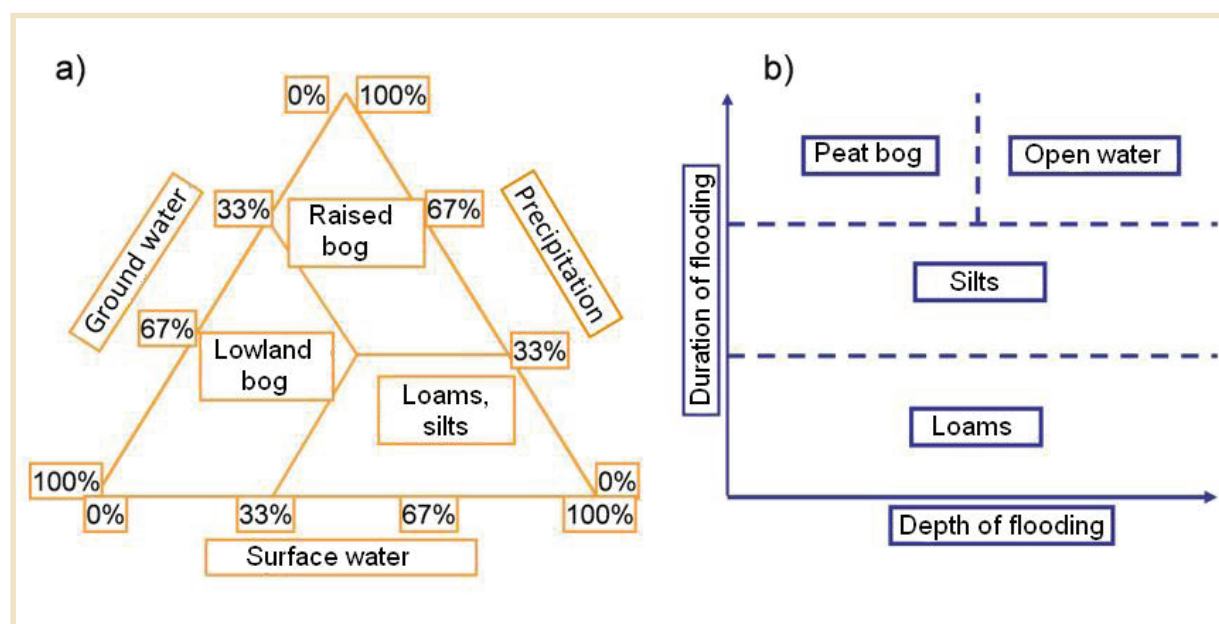 a)
0%
100%
Ground water
33%
Raised
bog
67%
Precipitation
67%
Lowland
bog
33%
Loams,
silts
100%
0%
0%
33%
67%
100%
Surface water
b)
Duration of flooding
Peat bog
Open water
Silts
Loams
Depth of flooding